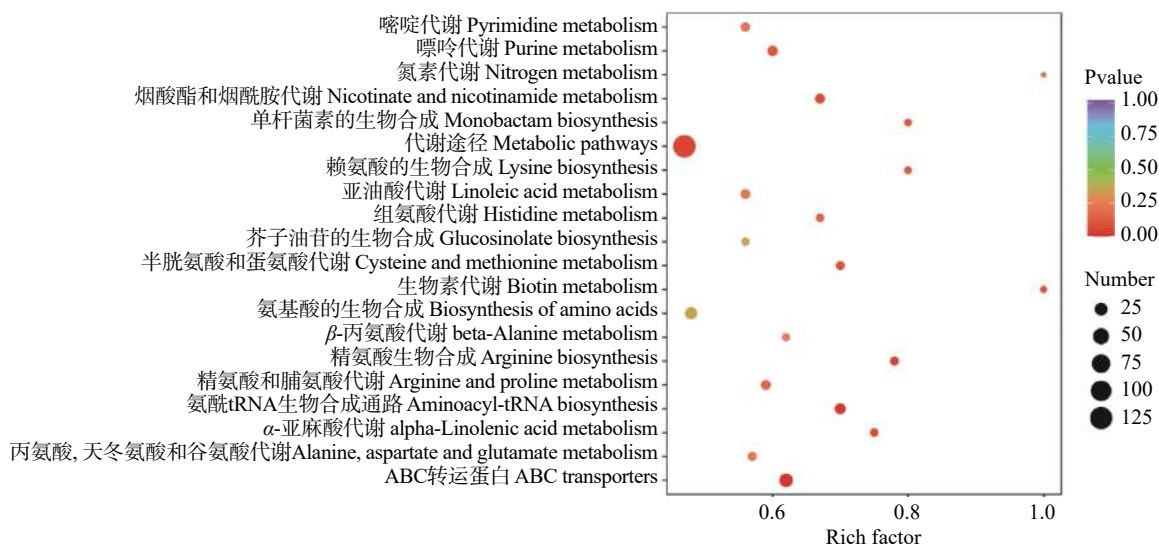 嘧啶代谢 Pyrimidine metabolism
嘌呤代谢 Purine metabolism
氮素代谢 Nitrogen metabolism
烟酸酯和烟酰胺代谢 Nicotinate and nicotinamide metabolism
单杆菌素的生物合成 Monobactam biosynthesis
代谢途径 Metabolic pathways
赖氨酸的生物合成 Lysine biosynthesis
亚油酸代谢 Linoleic acid metabolism
组氨酸代谢 Histidine metabolism
芥子油苷的生物合成 Glucosinolate biosynthesis
半胱氨酸和蛋氨酸代谢 Cysteine and methionine metabolism
生物素代谢 Biotin metabolism
氨基酸的生物合成 Biosynthesis of amino acids
β-丙氨酸代谢 beta-Alanine metabolism
精氨酸生物合成 Arginine biosynthesis
精氨酸和脯氨酸代谢 Arginine and proline metabolism
氨酰tRNA生物合成通路 Aminoacyl-tRNA biosynthesis
α-亚麻酸代谢 alpha-Linolenic acid metabolism
丙氨酸, 天冬氨酸和谷氨酸代谢Alanine, aspartate and glutamate metabolism
ABC转运蛋白 ABC transporters
0.6 0.8 1.0
Rich factor
Pvalue
1.00
0.75
0.50
0.25
0.00
Number
25
50
75
100
125